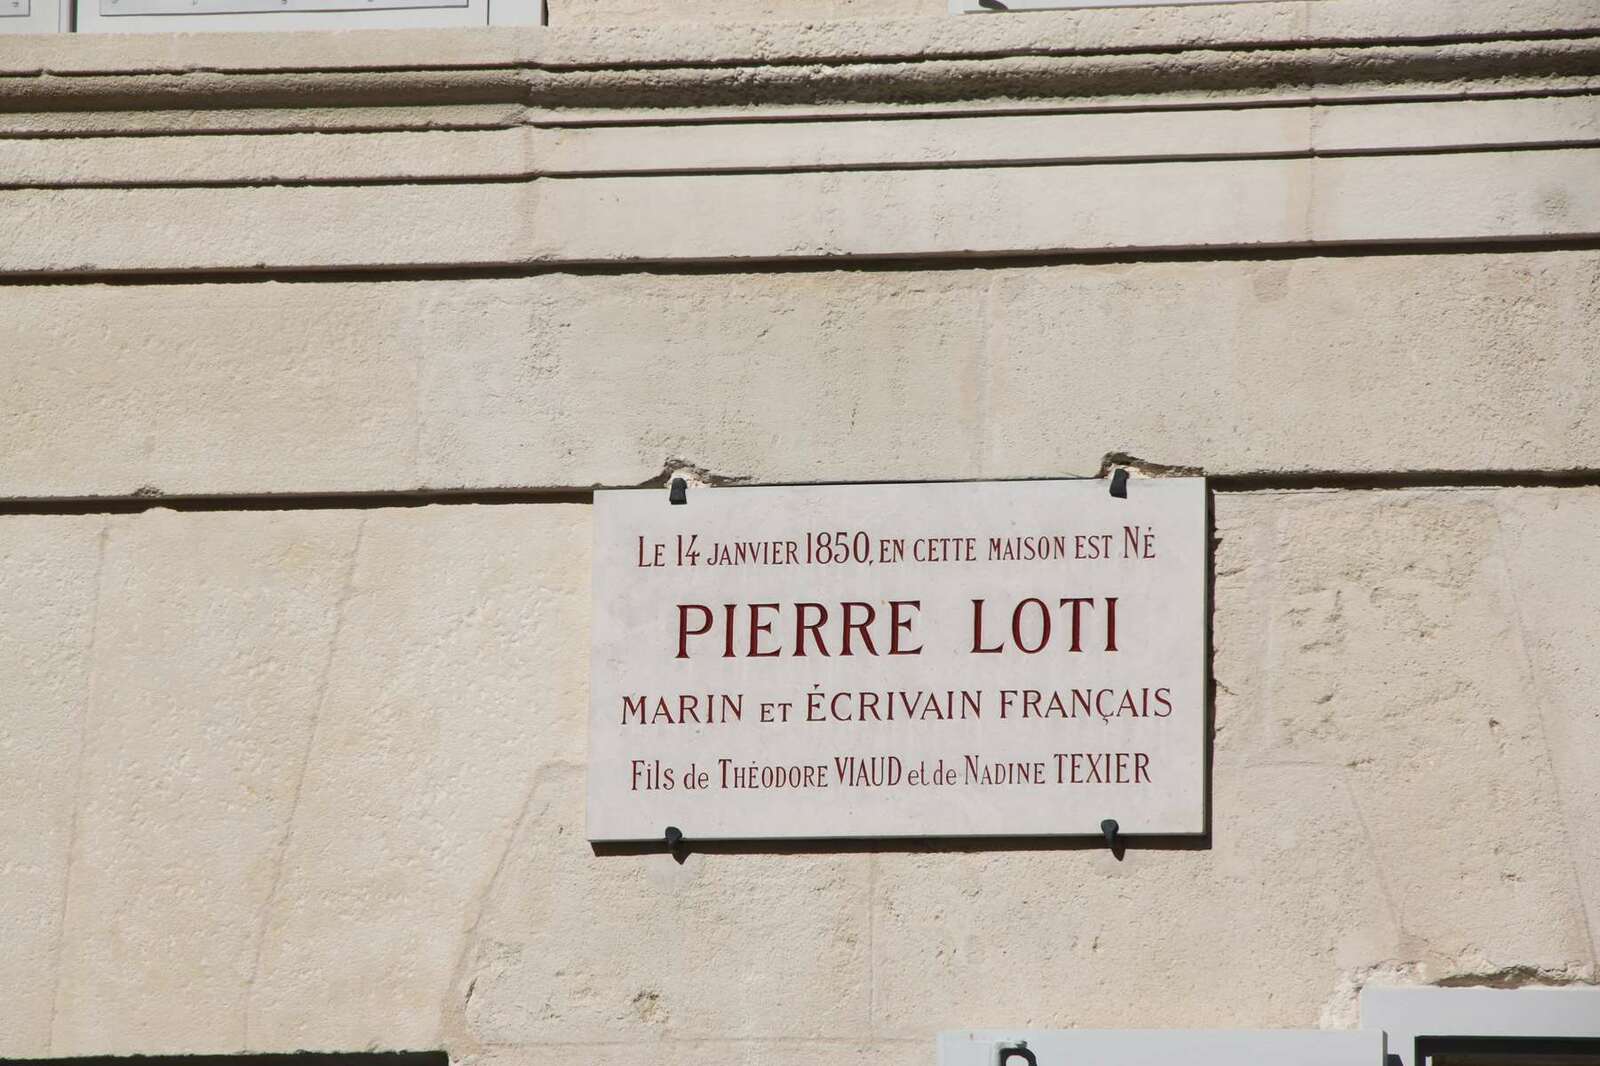 LE 14 JANVIER 1850, EN CETTE MAISON EST NÉ
PIERRE LOTI
MARIN ET ÉCRIVAIN FRANÇAIS
Fils de THÉODORE VIAUD et de NADINE TEXIER